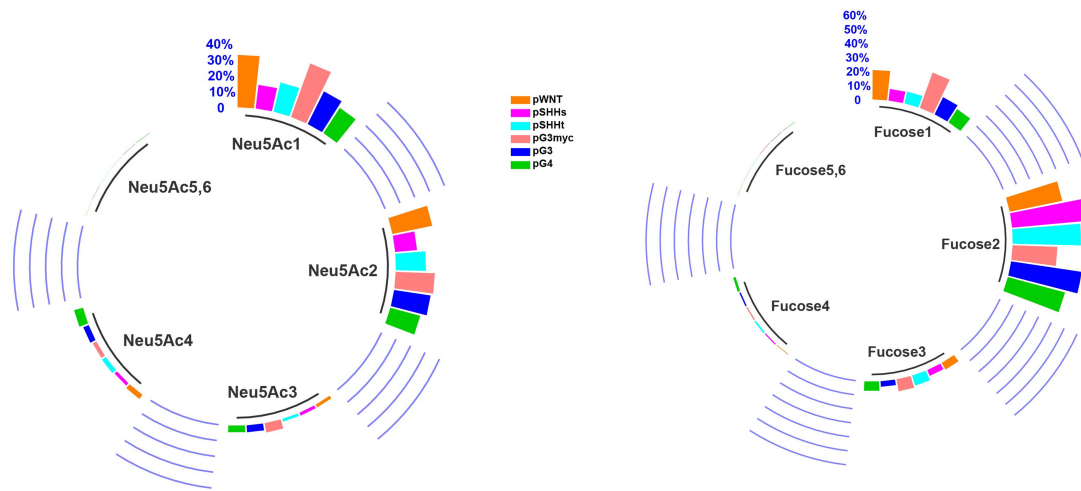 40%
30%
20%
10%
0
Neu5Ac1
Neu5Ac2
Neu5Ac3
Neu5Ac4
Neu5Ac5,6
pWNT
pSHHs
pSHHt
pG3myc
pG3
pG4
60%
50%
40%
30%
20%
10%
0
Fucose1
Fucose2
Fucose3
Fucose4
Fucose5,6